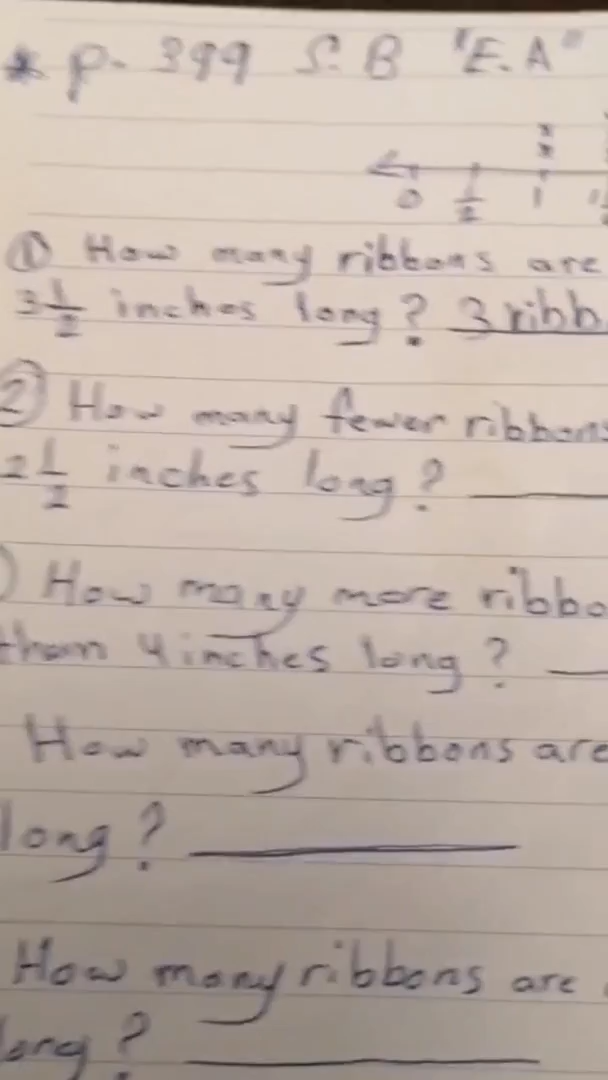 * p. 399 S. B "E. A"
0 1/2 1
① How many ribbons are
3 1/2 inches long? 3 ribb
② How many fewer ribbons
2 1/2 inches long?
How many more ribbo
than 4 inches long?
How many ribbons are
long?
How many ribbons are
long?